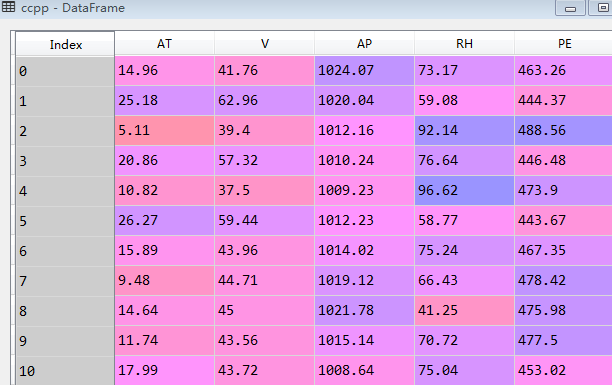 ccpp - DataFrame
Index AT V AP RH PE
0 14.96 41.76 1024.07 73.17 463.26
1 25.18 62.96 1020.04 59.08 444.37
2 5.11 39.4 1012.16 92.14 488.56
3 20.86 57.32 1010.24 76.64 446.48
4 10.82 37.5 1009.23 96.62 473.9
5 26.27 59.44 1012.23 58.77 443.67
6 15.89 43.96 1014.02 75.24 467.35
7 9.48 44.71 1019.12 66.43 478.42
8 14.64 45 1021.78 41.25 475.98
9 11.74 43.56 1015.14 70.72 477.5
10 17.99 43.72 1008.64 75.04 453.02